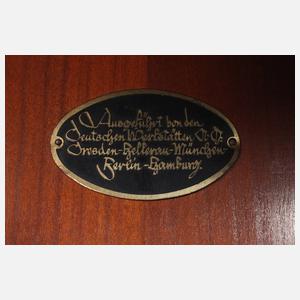 Ausgeführt von den
Deutschen Werkstätten A.G.
Dresden-Hellerau-München-
Berlin-Hamburg.